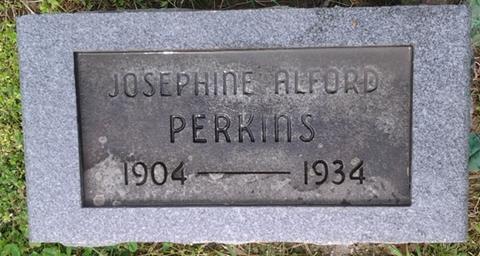 JOSEPHINE ALFORD
PERKINS
1904 — 1934